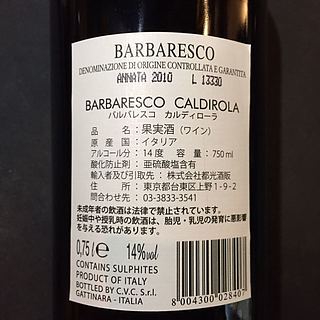 BARBARESCO
DENOMINAZIONE DI ORIGINE CONTROLLATA E GARANTITA
ANNATA 2010 L 13330
BARBARESCO CALDIROLA
バルバレスコ カルディローラ
品名:果実酒(ワイン)
原産国:イタリア
アルコール分:14度 容量:750ml
酸化防止剤:亜硫酸塩含有
輸入者及び引取先:株式会社都光酒販
住所:東京都台東区上野1-9-2
問合わせ先:03-3833-3541
未成年者の飲酒は法律で禁止されています。
妊娠中や授乳時の飲酒は、胎児・乳児の発育に悪影響
を与える恐れがあります。
0,75 l e 14% vol
CONTAINS SULPHITES
PRODUCT OF ITALY
BOTTLED BY C.V.C. S.r.l.
GATTINARA - ITALIA
8 004300 028407